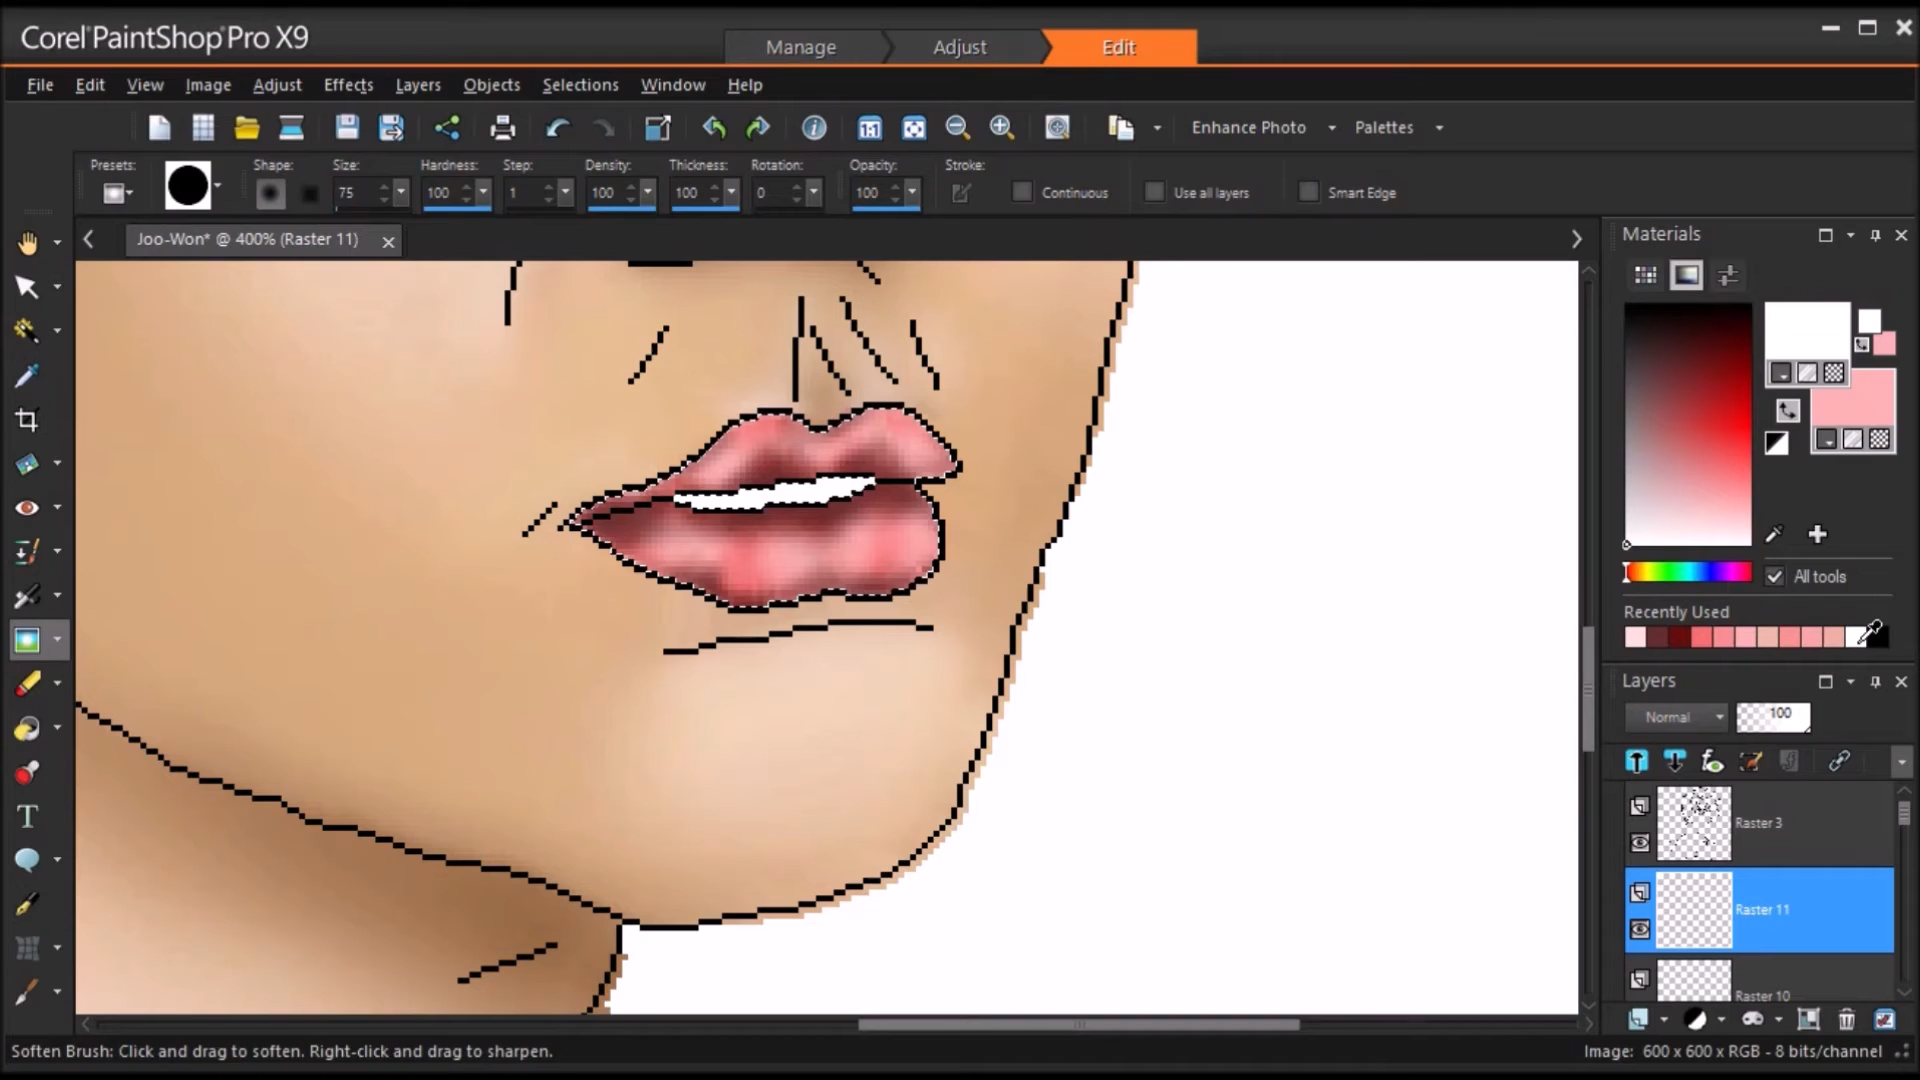 Corel PaintShop Pro X9
Manage Adjust Edit
File Edit View Image Adjust Effects Layers Objects Selections Window Help
1:1 Enhance Photo Palettes
Presets: Shape: Size: Hardness: Step: Density: Thickness: Rotation: Opacity: Stroke:
75 100 1 100 100 0 100 Continuous Use all layers Smart Edge
Joo-Won* @ 400% (Raster 11)
Materials
All tools
Recently Used
Layers
Normal 100
Raster 3
Raster 11
Raster 10
Soften Brush: Click and drag to soften. Right-click and drag to sharpen.
Image: 600 x 600 x RGB - 8 bits/channel